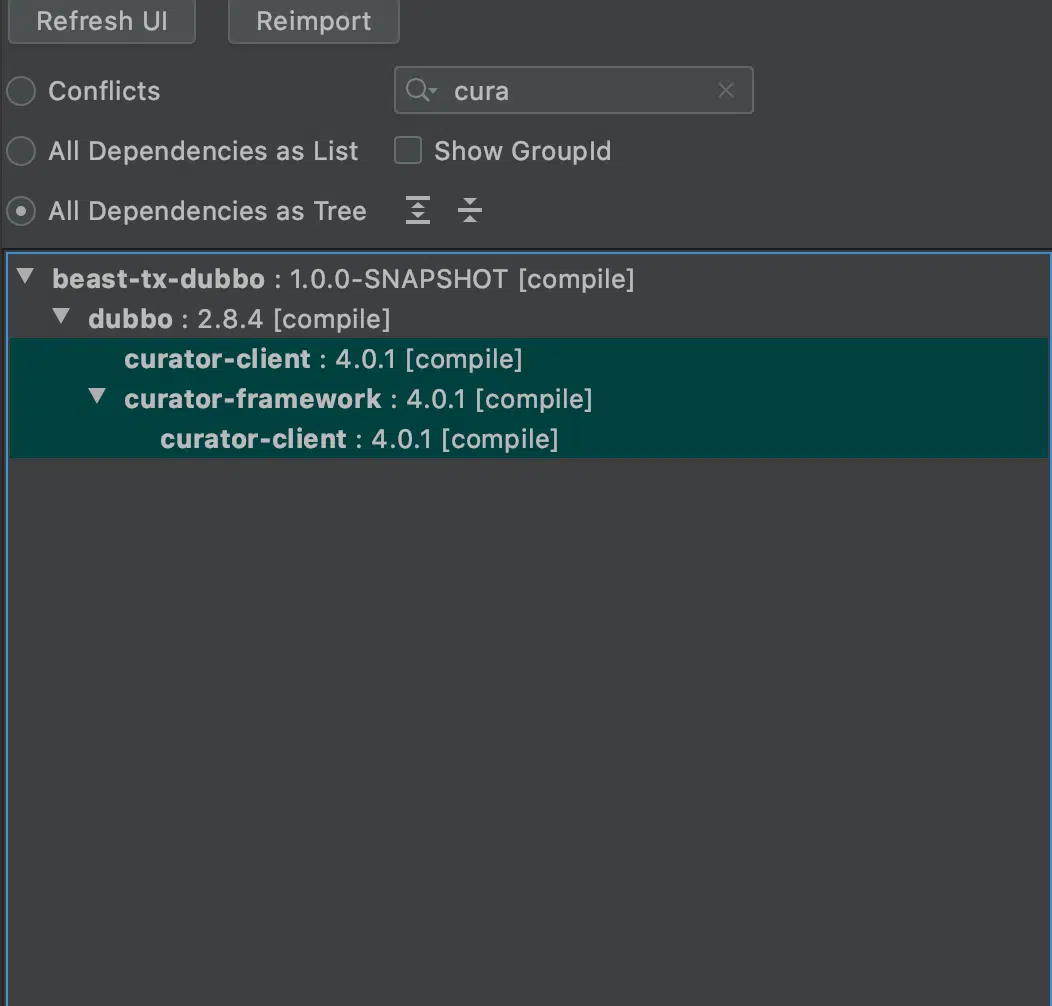 Refresh UI Reimport
Conflicts cura
All Dependencies as List Show GroupId
All Dependencies as Tree
beast-tx-dubbo : 1.0.0-SNAPSHOT [compile]
dubbo : 2.8.4 [compile]
curator-client : 4.0.1 [compile]
curator-framework : 4.0.1 [compile]
curator-client : 4.0.1 [compile]